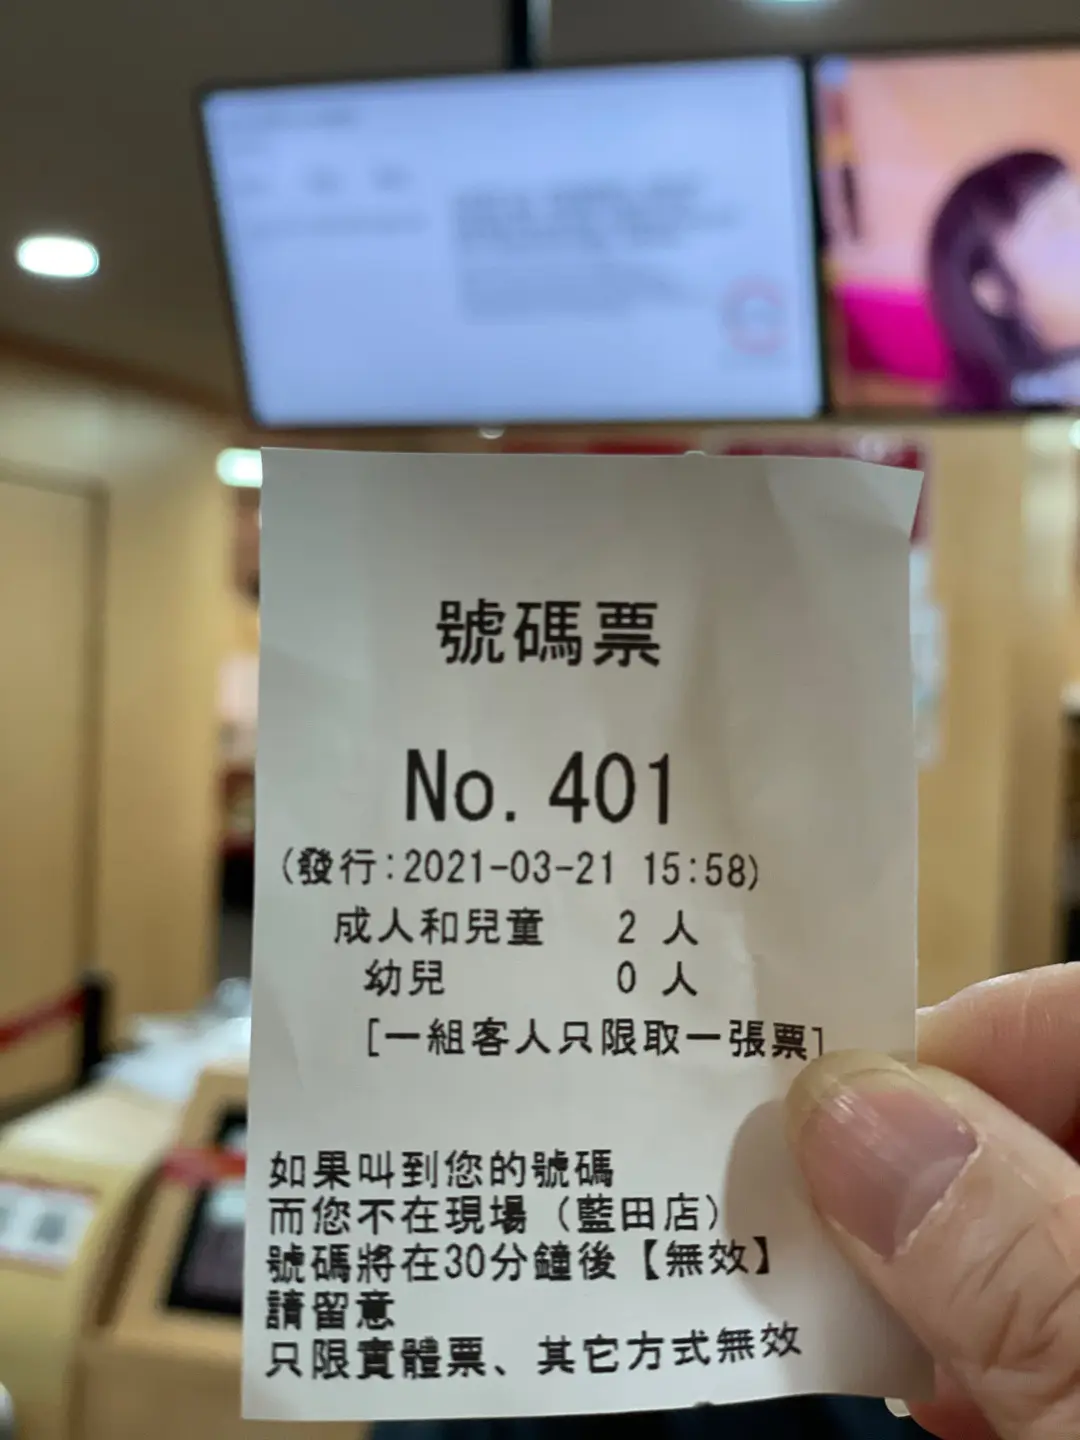 號碼票
No. 401
(發行:2021-03-21 15:58)
成人和兒童 2 人
幼兒 0 人
[一組客人只限取一張票]
如果叫到您的號碼
而您不在現場（藍田店）
號碼將在30分鐘後【無效】
請留意
只限實體票、其它方式無效